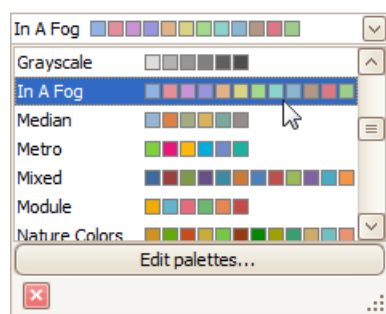 In A Fog
Grayscale
In A Fog
Median
Metro
Mixed
Module
Nature Colors
Edit palettes...